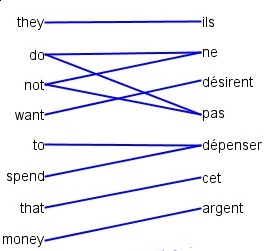 they ils
do ne
not désirent
want pas
to dépenser
spend cet
that argent
money